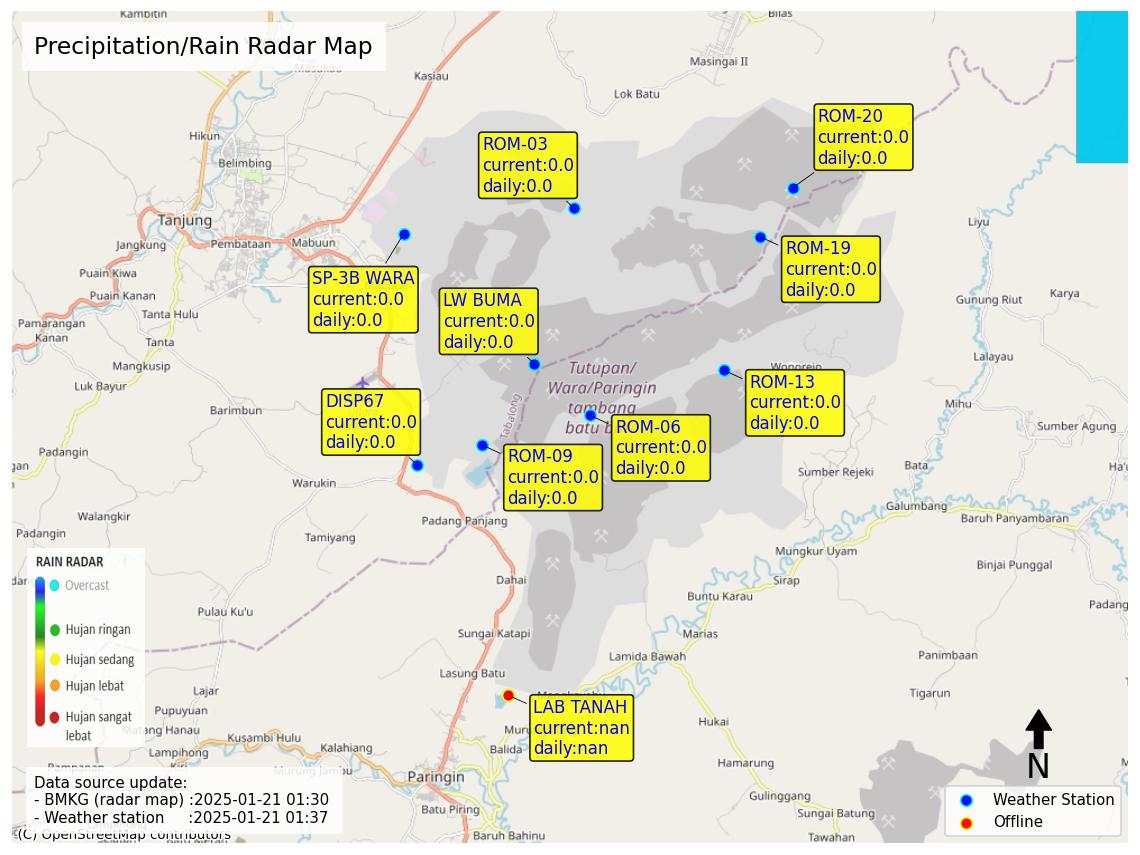 Kambitin
Bilas
Precipitation/Rain Radar Map
Masukau
Kasiau
Masingai II
Lok Batu
ROM-20
current:0.0
daily:0.0
Hikun
ROM-03
current:0.0
daily:0.0
Belimbing
Tanjung
Liyu
Jangkung
Pembataan
Mabuun
ROM-19
current:0.0
daily:0.0
Puain Kiwa
SP-3B WARA
current:0.0
daily:0.0
Puain Kanan
LW BUMA
current:0.0
daily:0.0
Karya
Gunung Riut
Tanta Hulu
Pamarangan
Kanan
Tanta
Lalayau
Mangkusip
Wonorejo
Tutupan/
Wara/Paringin
tambang
batu b
Luk Bayur
ROM-13
current:0.0
daily:0.0
DISP67
current:0.0
daily:0.0
Barimbun
Tabalong
Mihu
ROM-06
current:0.0
daily:0.0
Sumber Agung
Padangin
ROM-09
current:0.0
daily:0.0
gan
Ha
Bata
Sumber Rejeki
Warukin
Galumbang
Walangkir
Padang Panjang
Baruh Panyambaran
Padangin
Tamiyang
Mungkur Uyam
RAIN RADAR
Binjai Punggal
Overcast
Dahai
Sirap
Buntu Karau
Padang
Pulau Ku'u
Hujan ringan
Sungai Katapi
Marias
Hujan sedang
Lamida Bawah
Panimbaan
Lasung Batu
Hujan lebat
Lajar
Tigarun
Pupuyuan
LAB TANAH
current:nan
daily:nan
Hujan sangat
lebat
Hukai
Matang Hanau
Kusambi Hulu
Muru
Balida
Kalahiang
Lampihong
Kiri
Hamarung
Pampanan
Murung Jambu
Paringin
N
Data source update:
- BMKG (radar map) :2025-01-21 01:30
- Weather station :2025-01-21 01:37
Gulinggang
Weather Station
Offline
Batu Piring
Sungai Batung
(C) OpenStreetMap contributors
Baruh Bahinu
Tawahan